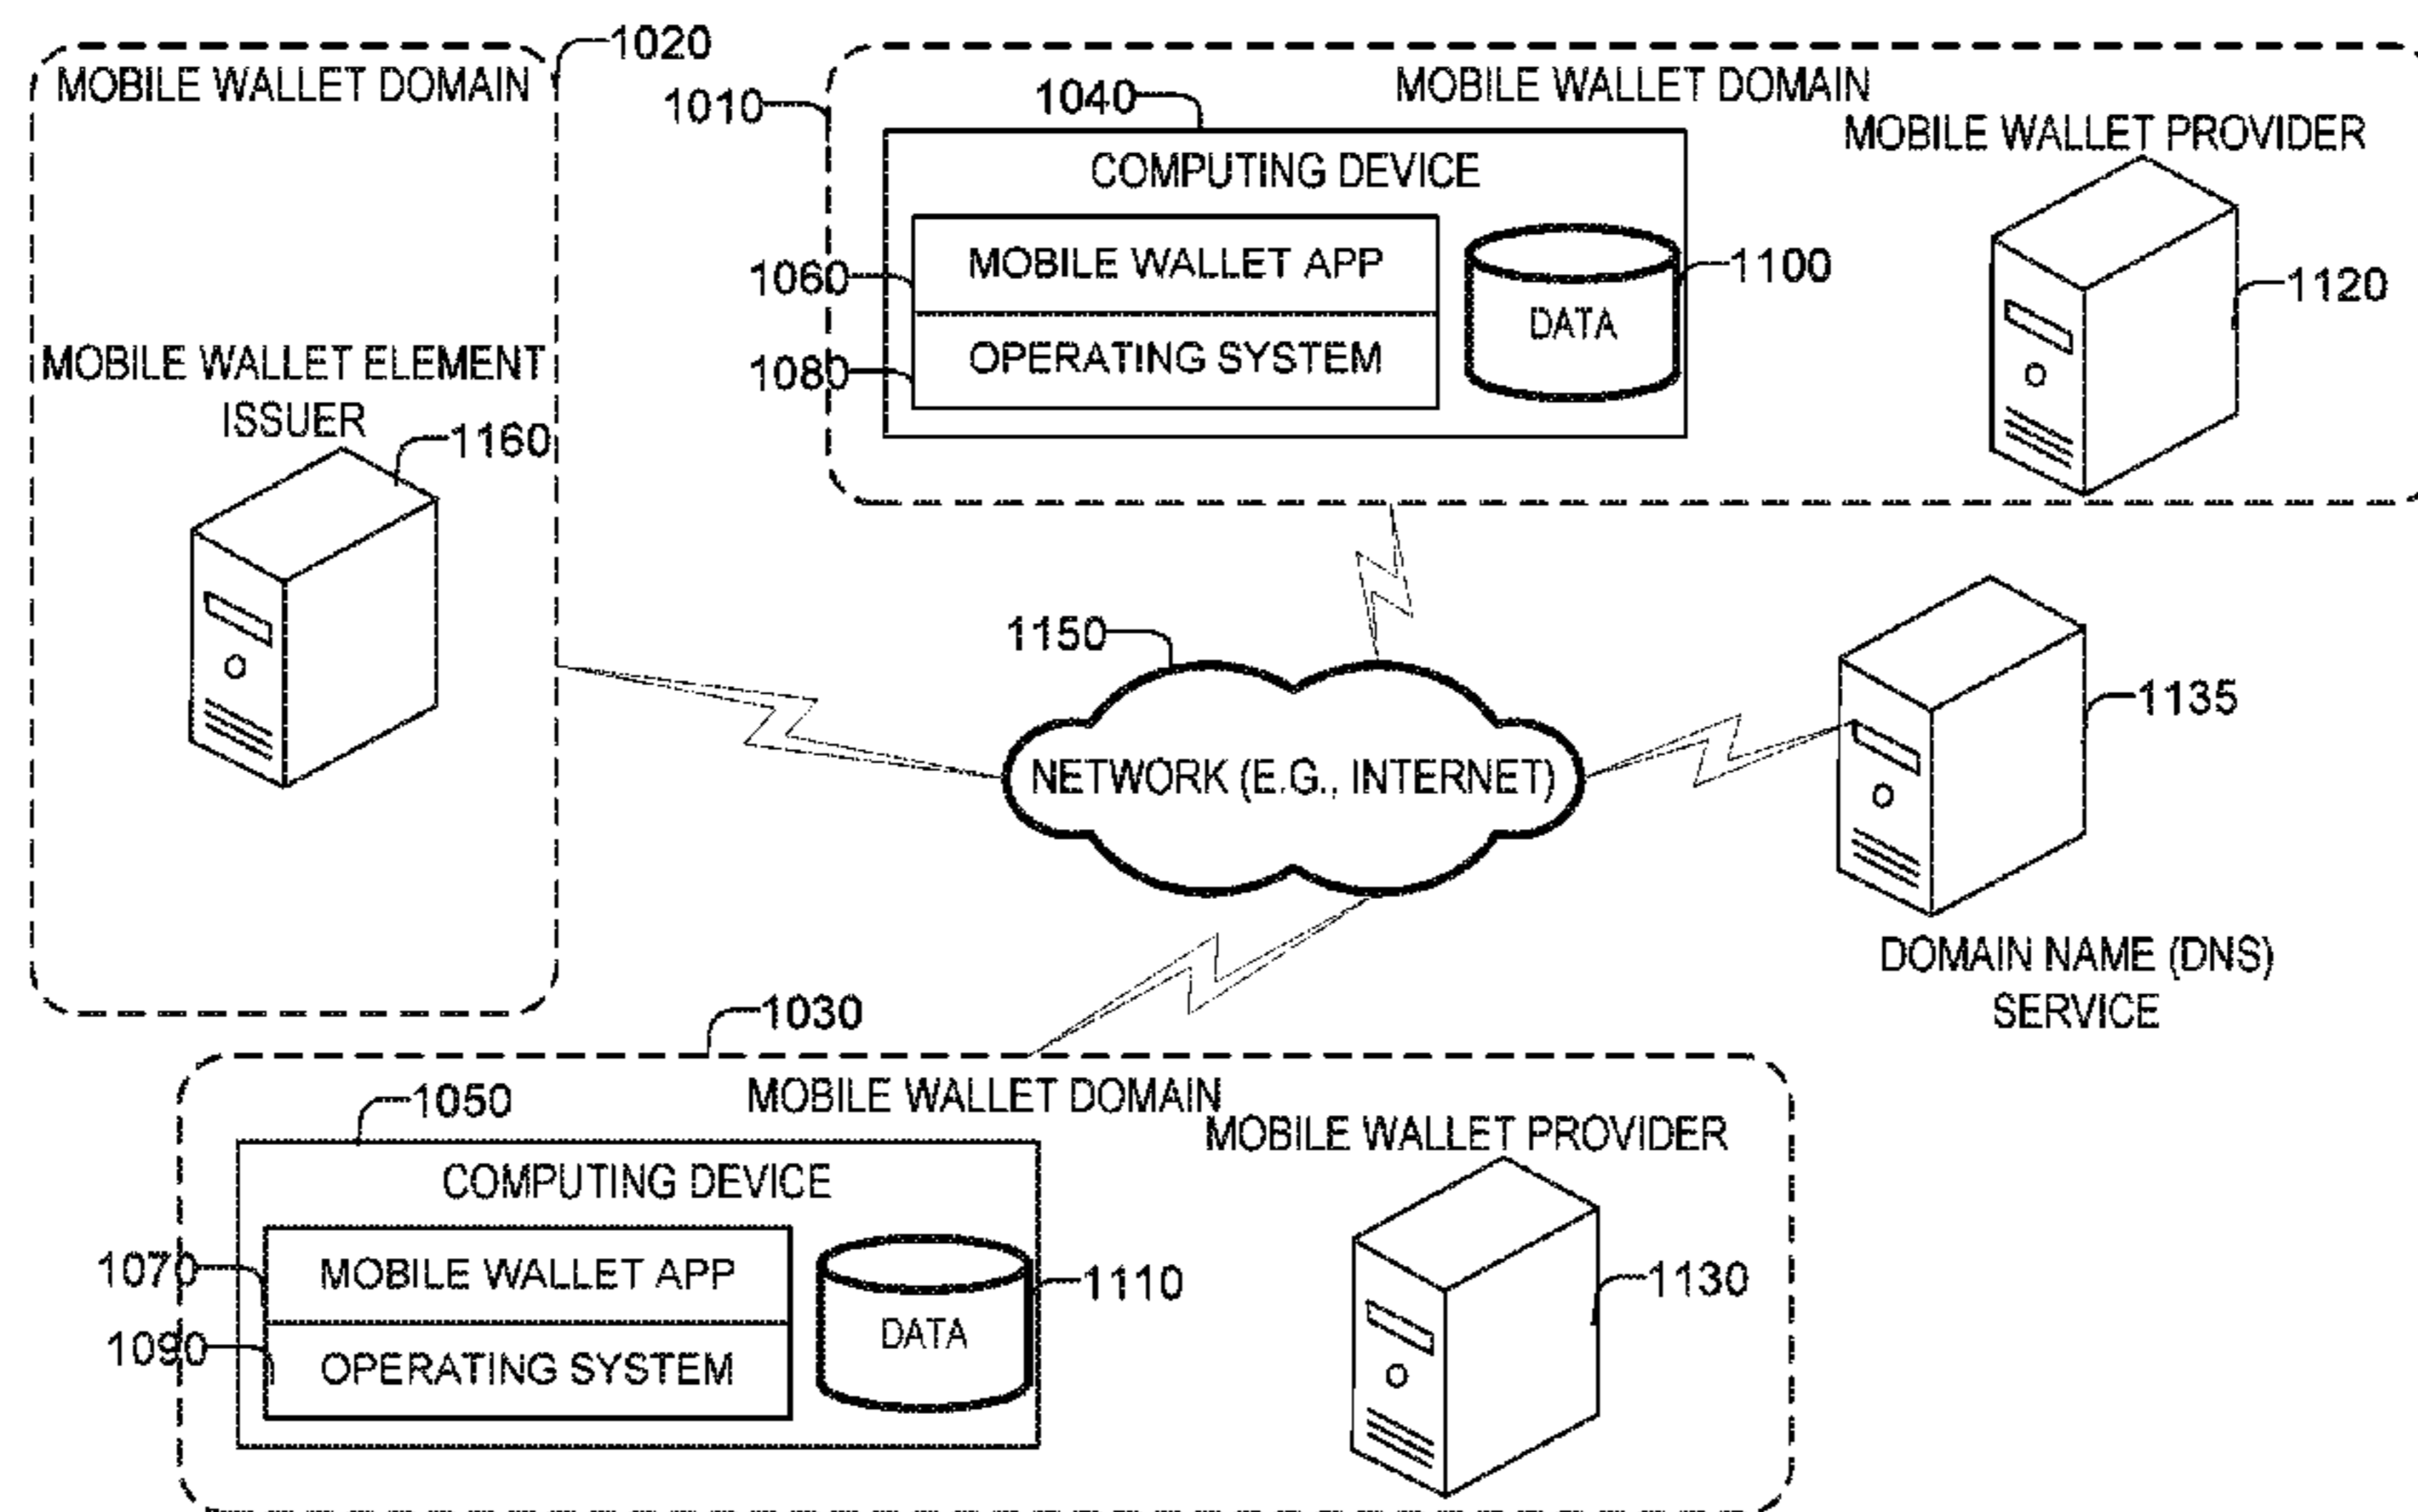 1020
MOBILE WALLET DOMAIN
MOBILE WALLET ELEMENT
ISSUER
1160
1010
MOBILE WALLET DOMAIN
1040
MOBILE WALLET PROVIDER
COMPUTING DEVICE
1060
MOBILE WALLET APP
1080
OPERATING SYSTEM
DATA
1100
1120
1150
NETWORK (E.G., INTERNET)
1135
DOMAIN NAME (DNS)
SERVICE
1030
MOBILE WALLET DOMAIN
1050
MOBILE WALLET PROVIDER
COMPUTING DEVICE
1070
MOBILE WALLET APP
1090
OPERATING SYSTEM
DATA
1110
1130